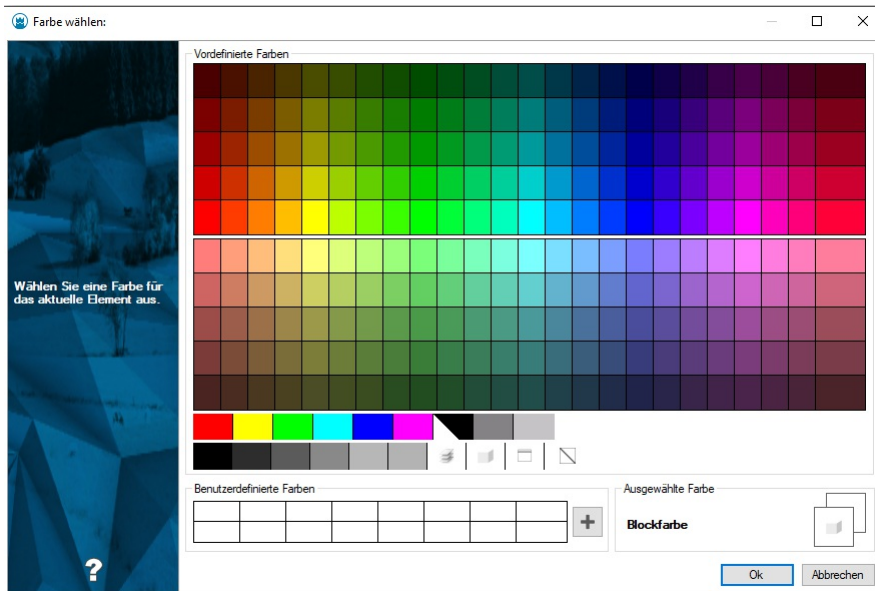 Farbe wählen:
Vordefinierte Farben
Wählen Sie eine Farbe für
das aktuelle Element aus.
?
Benutzerdefinierte Farben
Ausgewählte Farbe
Blockfarbe
Ok
Abbrechen